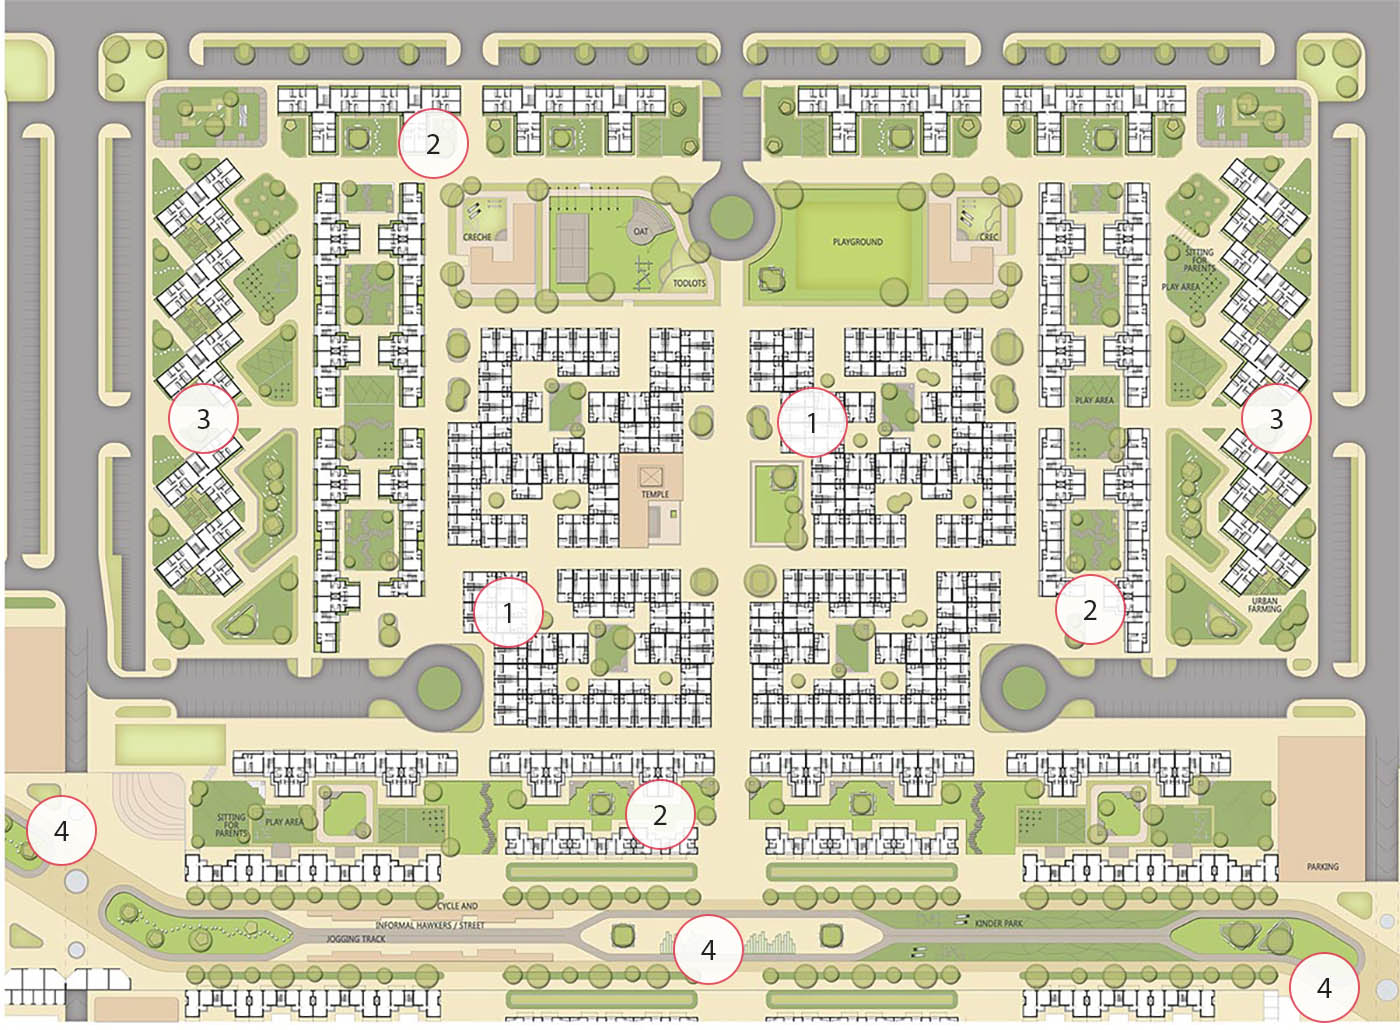 2
CRECHE
OAT
TODLOTS
PLAYGROUND
CREC
SITTING
FOR
PARENTS
PLAY AREA
3
1
PLAY AREA
3
TEMPLE
1
2
URBAN
FARMING
4
SITTING
FOR
PARENTS
PLAY AREA
2
PARKING
CYCLE AND
INFORMAL HAWKERS / STREET
JOGGING TRACK
4
KINDER PARK
4